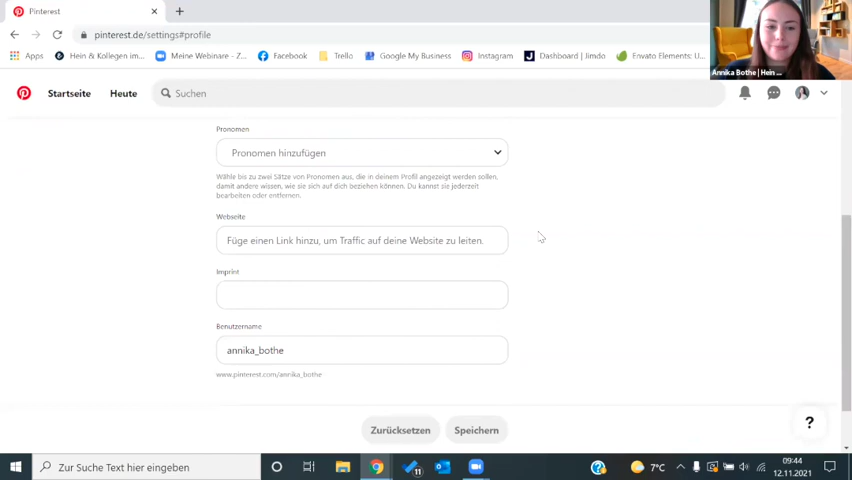 Pinterest
pinterest.de/settings#profile
Apps
Hein & Kollegen im...
Meine Webinare - Z...
Facebook
Trello
Google My Business
Instagram
Dashboard | Jimdo
Envato Elements: U...
Annika Bothe | Hein ...
Startseite
Heute
Suchen
Pronomen
Pronomen hinzufügen
Wähle bis zu zwei Sätze von Pronomen aus, die in deinem Profil angezeigt werden sollen,
damit andere wissen, wie sie sich auf dich beziehen können. Du kannst sie jederzeit
bearbeiten oder entfernen.
Webseite
Füge einen Link hinzu, um Traffic auf deine Website zu leiten.
Imprint
Benutzername
annika_bothe
www.pinterest.com/annika_bothe
Zurücksetzen
Speichern
?
Zur Suche Text hier eingeben
11
7°C
09:44
12.11.2021